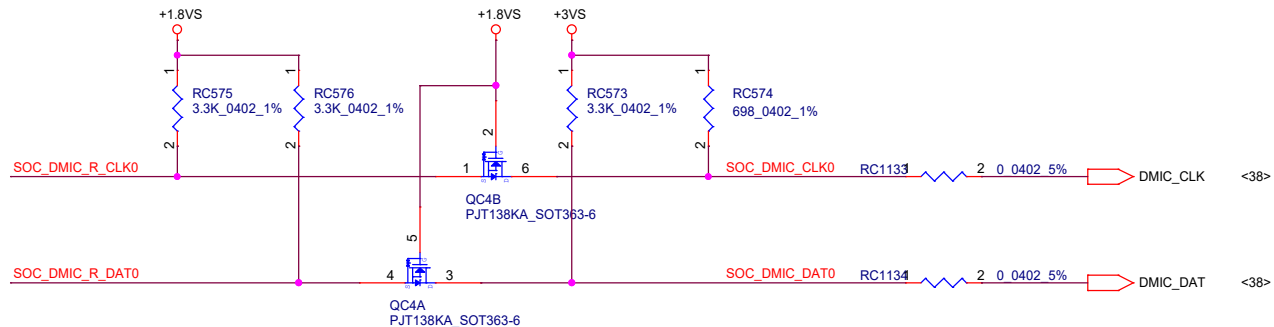 +1.8VS +1.8VS +3VS
1 1 1 1
RC575 RC576 RC573 RC574
3.3K_0402_1% 3.3K_0402_1% 3.3K_0402_1% 698_0402_1%
2 2 2 2 2
SOC_DMIC_R_CLK0 1 6 SOC_DMIC_CLK0 RC1133 1 2 0_0402_5% DMIC_CLK <38>
S G D
QC4B
PJT138KA_SOT363-6
5
SOC_DMIC_R_DAT0 4 3 SOC_DMIC_DAT0 RC1134 1 2 0_0402_5% DMIC_DAT <38>
S G D
QC4A
PJT138KA_SOT363-6